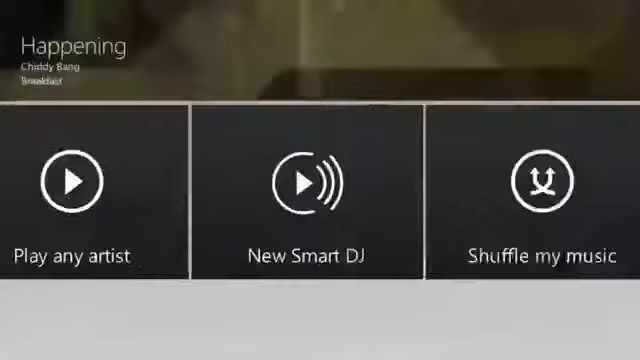 Happening
Chiddy Bang
Breakfast
Play any artist
New Smart DJ
Shuffle my music